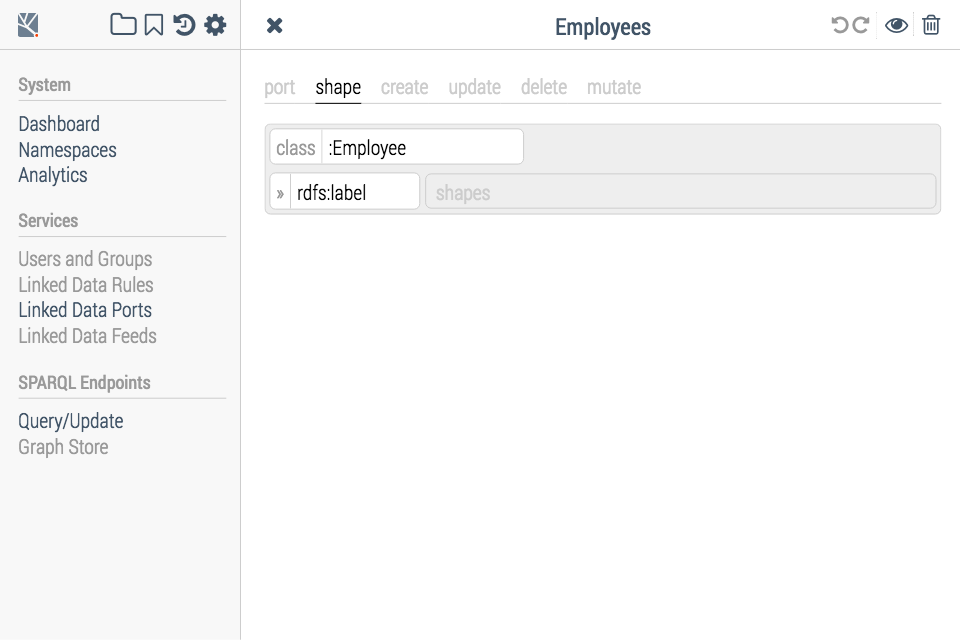 Employees
System
Dashboard
Namespaces
Analytics
Services
Users and Groups
Linked Data Rules
Linked Data Ports
Linked Data Feeds
SPARQL Endpoints
Query/Update
Graph Store
port shape create update delete mutate
class :Employee
» rdfs:label shapes